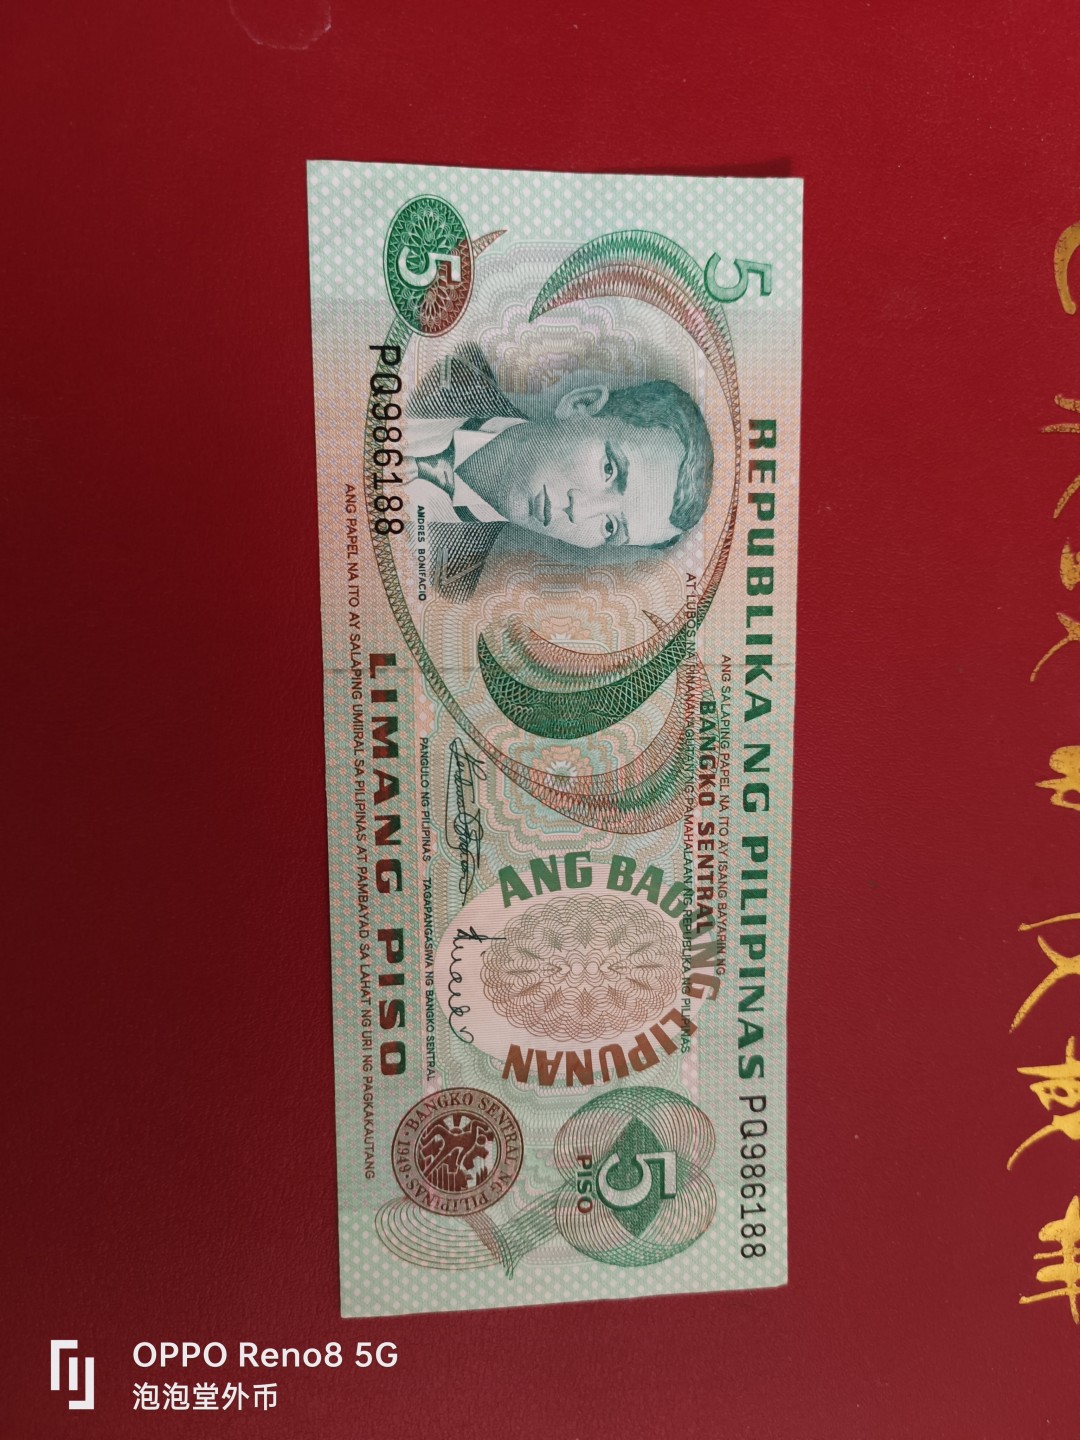 5
5
REPUBLIKA NG PILIPINAS
PQ986188
ANG SALAPING PAPEL NA ITO AY ISANG BAYARIN NG
BANGKO SENTRAL
AT LUBOS NA PINANANAGUTAN NG PAMAHALAAN NG REPUBLIKA NG PILIPINAS
ANG BAGONG LIPUNAN
5
PISO
ANDRES BONIFACIO
PQ986188
PANGULO NG PILIPINAS
TAGAPANGASIWA NG BANGKO SENTRAL
LIMANG PISO
ANG PAPEL NA ITO AY SALAPING UMIIRAL SA PILIPINAS AT PAMBAYAD SA LAHAT NG URI NG PAGKAKAUTANG
BANGKO SENTRAL NG PILIPINAS · 1949 ·
OPPO Reno8 5G
泡泡堂外币